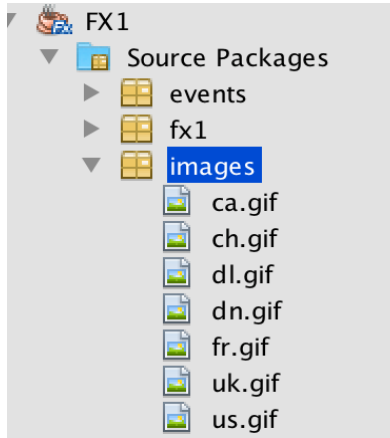 FX1
Source Packages
events
fx1
images
ca.gif
ch.gif
dl.gif
dn.gif
fr.gif
uk.gif
us.gif